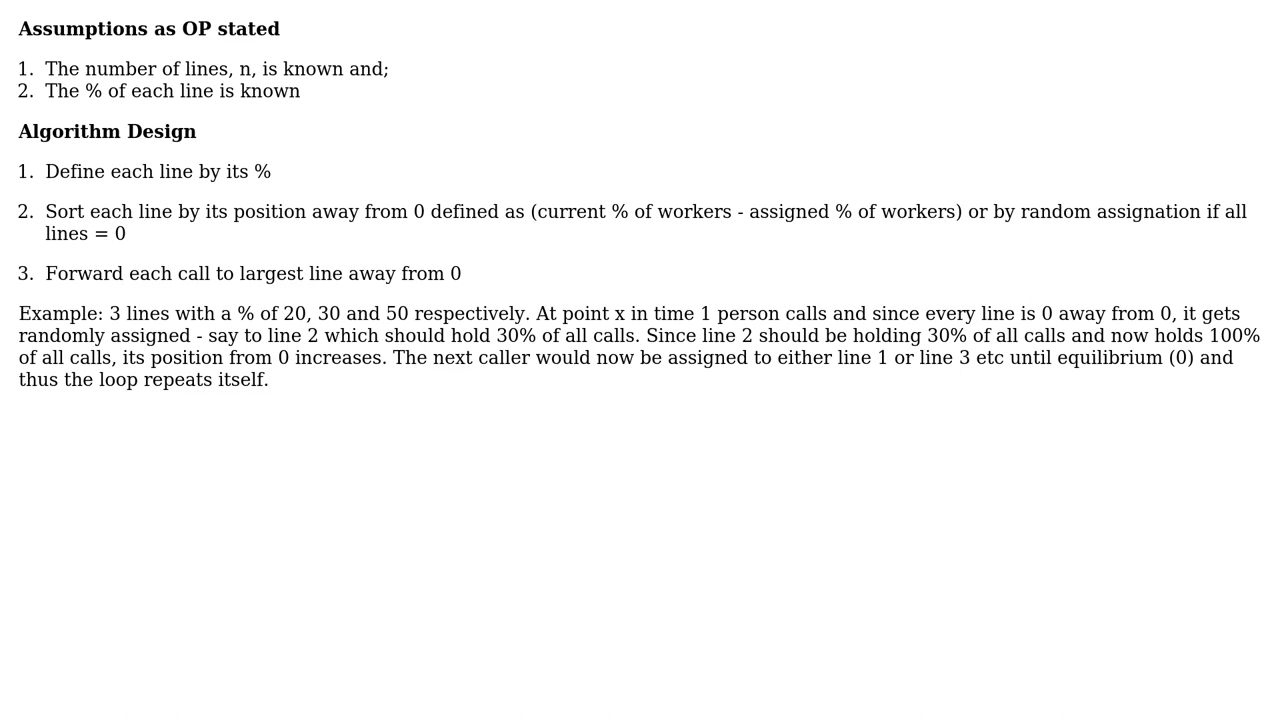 Assumptions as OP stated
1. The number of lines, n, is known and;
2. The % of each line is known
Algorithm Design
1. Define each line by its %
2. Sort each line by its position away from 0 defined as (current % of workers - assigned % of workers) or by random assignation if all
lines = 0
3. Forward each call to largest line away from 0
Example: 3 lines with a % of 20, 30 and 50 respectively. At point x in time 1 person calls and since every line is 0 away from 0, it gets
randomly assigned - say to line 2 which should hold 30% of all calls. Since line 2 should be holding 30% of all calls and now holds 100%
of all calls, its position from 0 increases. The next caller would now be assigned to either line 1 or line 3 etc until equilibrium (0) and
thus the loop repeats itself.